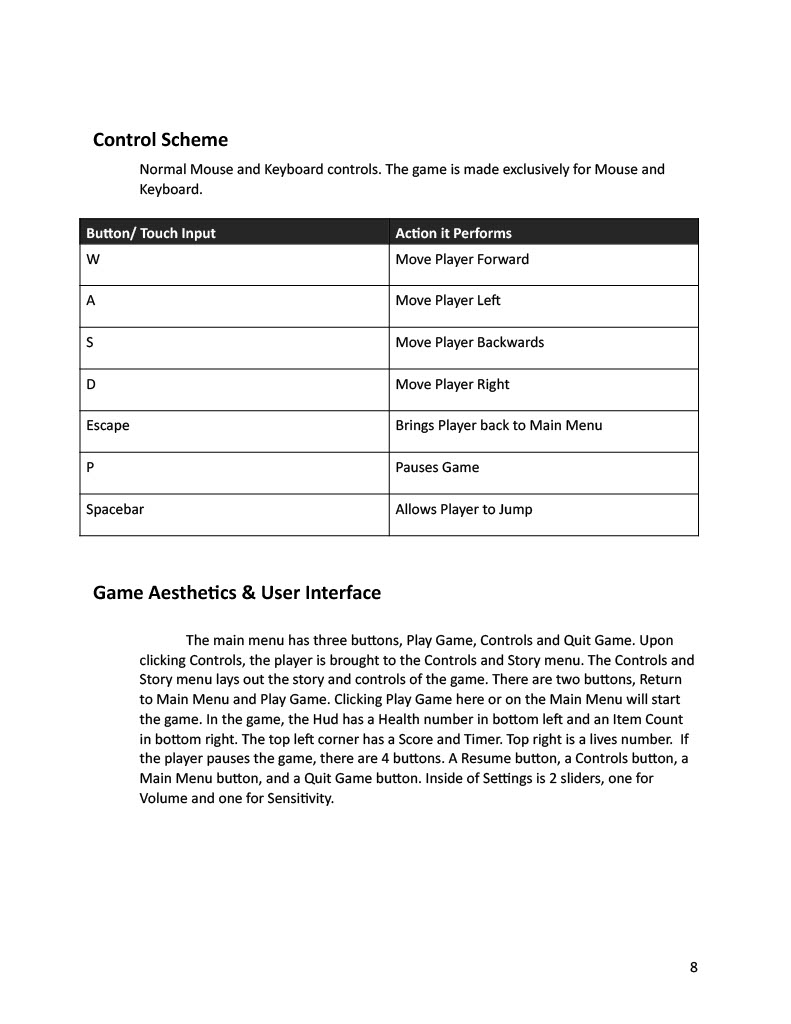 Control Scheme
Normal Mouse and Keyboard controls. The game is made exclusively for Mouse and
Keyboard.
Button/ Touch Input Action it Performs
W Move Player Forward
A Move Player Left
S Move Player Backwards
D Move Player Right
Escape Brings Player back to Main Menu
P Pauses Game
Spacebar Allows Player to Jump
Game Aesthetics & User Interface
The main menu has three buttons, Play Game, Controls and Quit Game. Upon
clicking Controls, the player is brought to the Controls and Story menu. The Controls and
Story menu lays out the story and controls of the game. There are two buttons, Return
to Main Menu and Play Game. Clicking Play Game here or on the Main Menu will start
the game. In the game, the Hud has a Health number in bottom left and an Item Count
in bottom right. The top left corner has a Score and Timer. Top right is a lives number.  If
the player pauses the game, there are 4 buttons. A Resume button, a Controls button, a
Main Menu button, and a Quit Game button. Inside of Settings is 2 sliders, one for
Volume and one for Sensitivity.
8